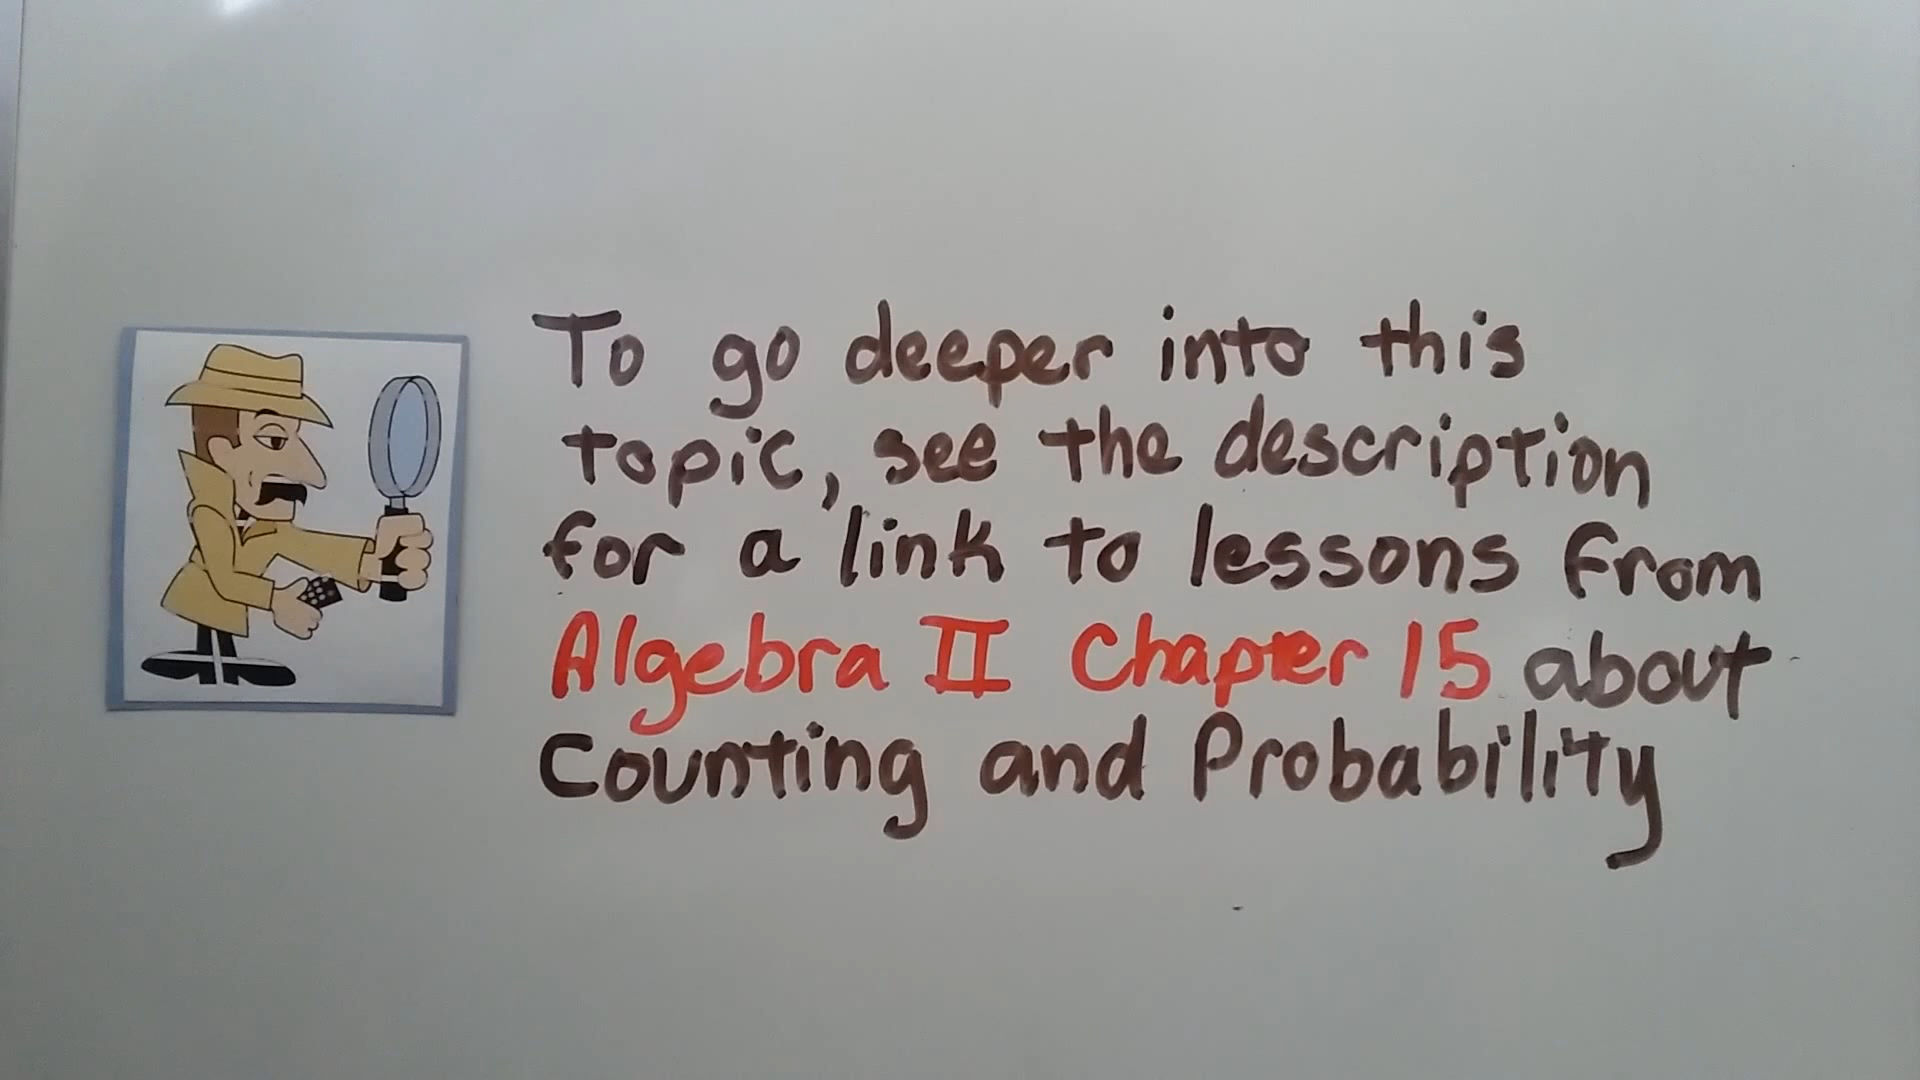 To go deeper into this
topic, see the description
for a link to lessons from
Algebra II Chapter 15 about
Counting and Probability